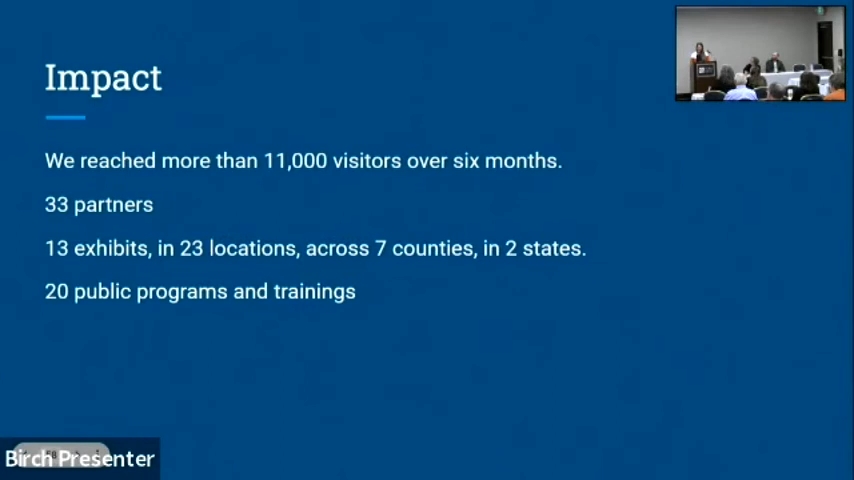 Impact
We reached more than 11,000 visitors over six months.
33 partners
13 exhibits, in 23 locations, across 7 counties, in 2 states.
20 public programs and trainings
Birch Presenter